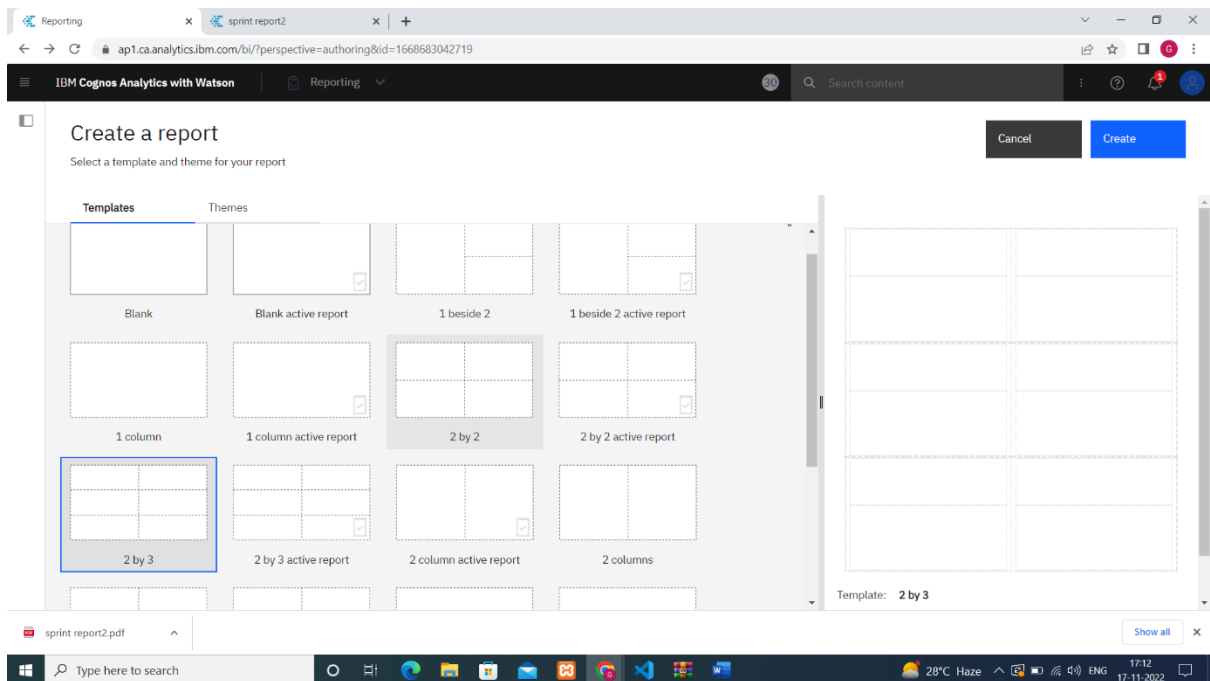 Reporting
sprint report2
ap1.ca.analytics.ibm.com/bi/?perspective=authoring&id=1668683042719
G
IBM Cognos Analytics with Watson
Reporting
30
Search content
1
Create a report
Select a template and theme for your report
Cancel
Create
Templates
Themes
Blank
Blank active report
1 beside 2
1 beside 2 active report
1 column
1 column active report
2 by 2
2 by 2 active report
2 by 3
2 by 3 active report
2 column active report
2 columns
Template: 2 by 3
sprint report2.pdf
Show all
Type here to search
28°C Haze
ENG
17:12
17-11-2022